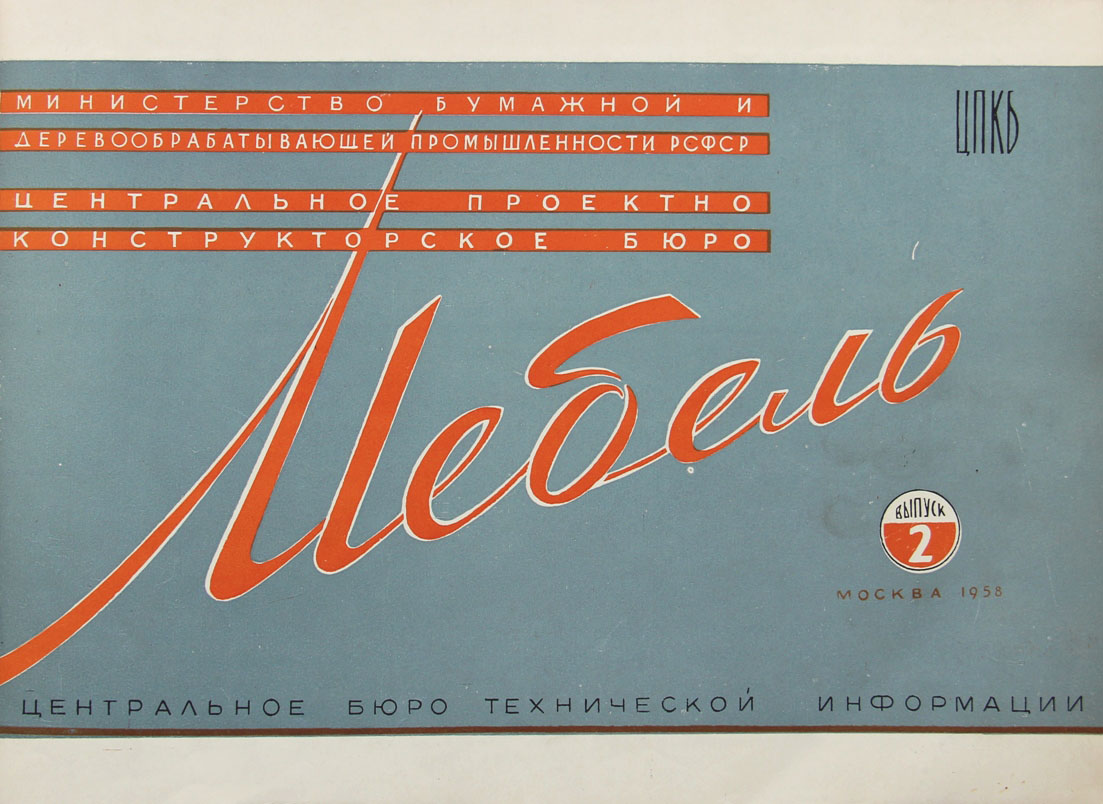 МИНИСТЕРСТВО БУМАЖНОЙ И
ДЕРЕВООБРАБАТЫВАЮЩЕЙ ПРОМЫШЛЕННОСТИ РСФСР
ЦЕНТРАЛЬНОЕ ПРОЕКТНО
КОНСТРУКТОРСКОЕ БЮРО
ЦПКБ
Мебель
ВЫПУСК
2
МОСКВА 1958
ЦЕНТРАЛЬНОЕ БЮРО ТЕХНИЧЕСКОЙ ИНФОРМАЦИИ